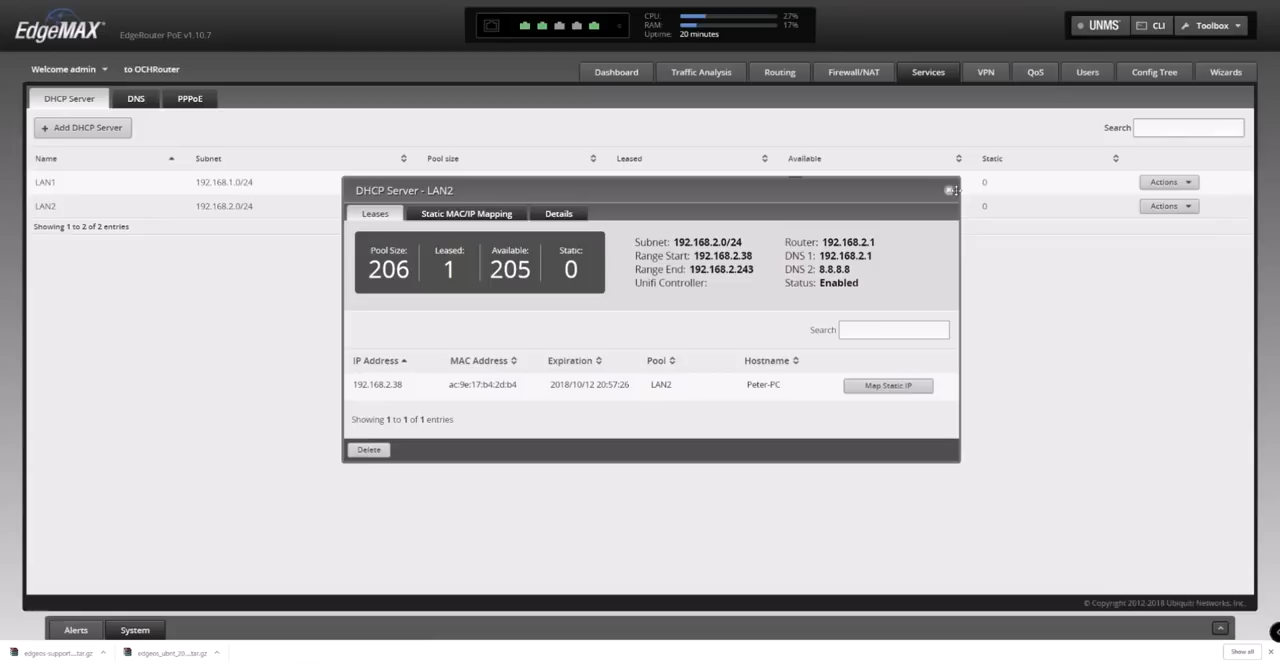 EdgeMAX
EdgeRouter PoE v1.10.7
CPU: 27%
RAM: 17%
Uptime: 20 minutes
UNMS CLI Toolbox
Welcome admin to OCHRouter
Dashboard Traffic Analysis Routing Firewall/NAT Services VPN QoS Users Config Tree Wizards
DHCP Server DNS PPPoE
+ Add DHCP Server
Search
Name Subnet Pool size Leased Available Static
LAN1 192.168.1.0/24 0 Actions
LAN2 192.168.2.0/24 0 Actions
Showing 1 to 2 of 2 entries
DHCP Server - LAN2
Leases Static MAC/IP Mapping Details
Pool Size: Leased: Available: Static:
206 1 205 0
Subnet: 192.168.2.0/24
Range Start: 192.168.2.38
Range End: 192.168.2.243
Unifi Controller:
Router: 192.168.2.1
DNS 1: 192.168.2.1
DNS 2: 8.8.8.8
Status: Enabled
Search
IP Address MAC Address Expiration Pool Hostname
192.168.2.38 ac:9e:17:b4:2d:b4 2018/10/12 20:57:26 LAN2 Peter-PC Map Static IP
Showing 1 to 1 of 1 entries
Delete
© Copyright 2012-2018 Ubiquiti Networks, Inc.
Alerts System
edgeos-support....tar.gz edgeos_ubnt_20....tar.gz Show all